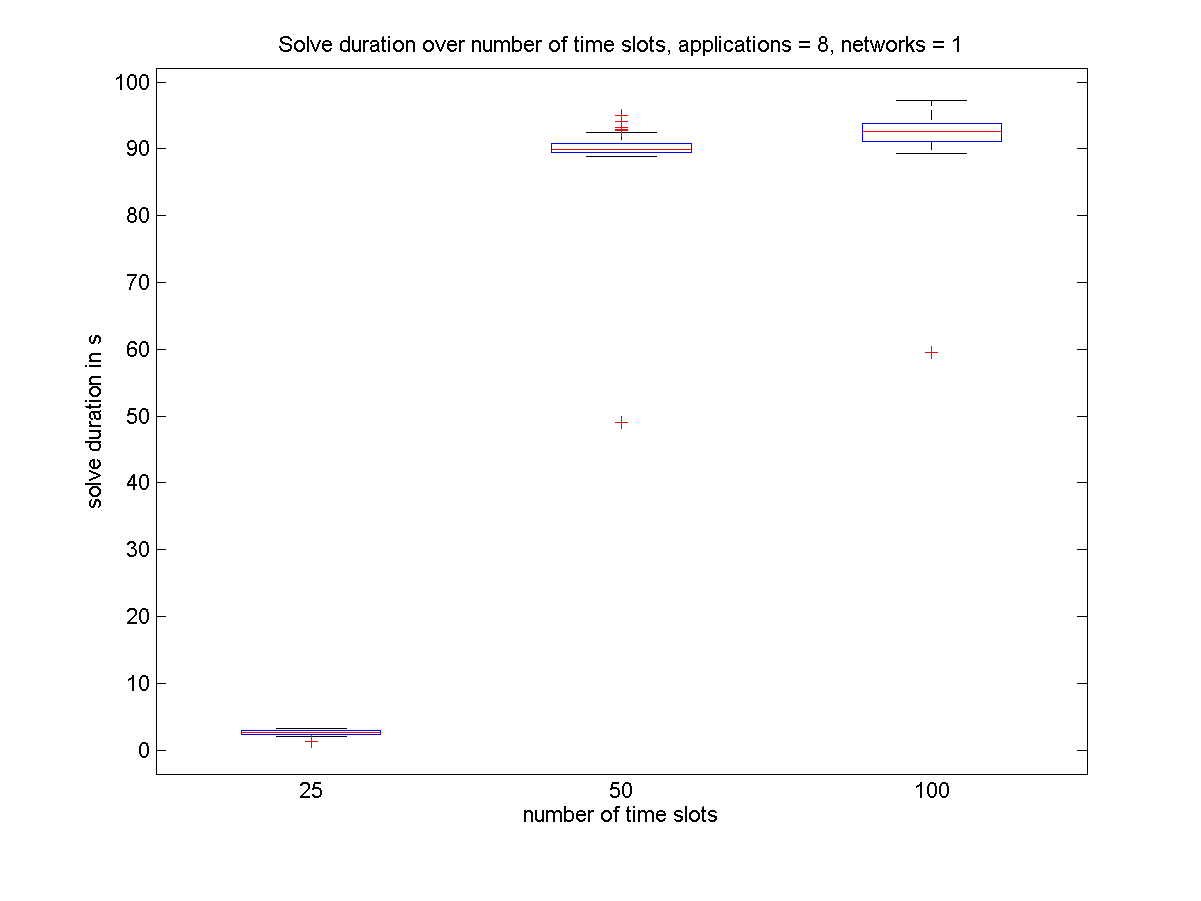 Solve duration over number of time slots, applications = 8, networks = 1
100
90
80
70
60
50
40
30
20
10
0
solve duration in s
25 50 100
number of time slots